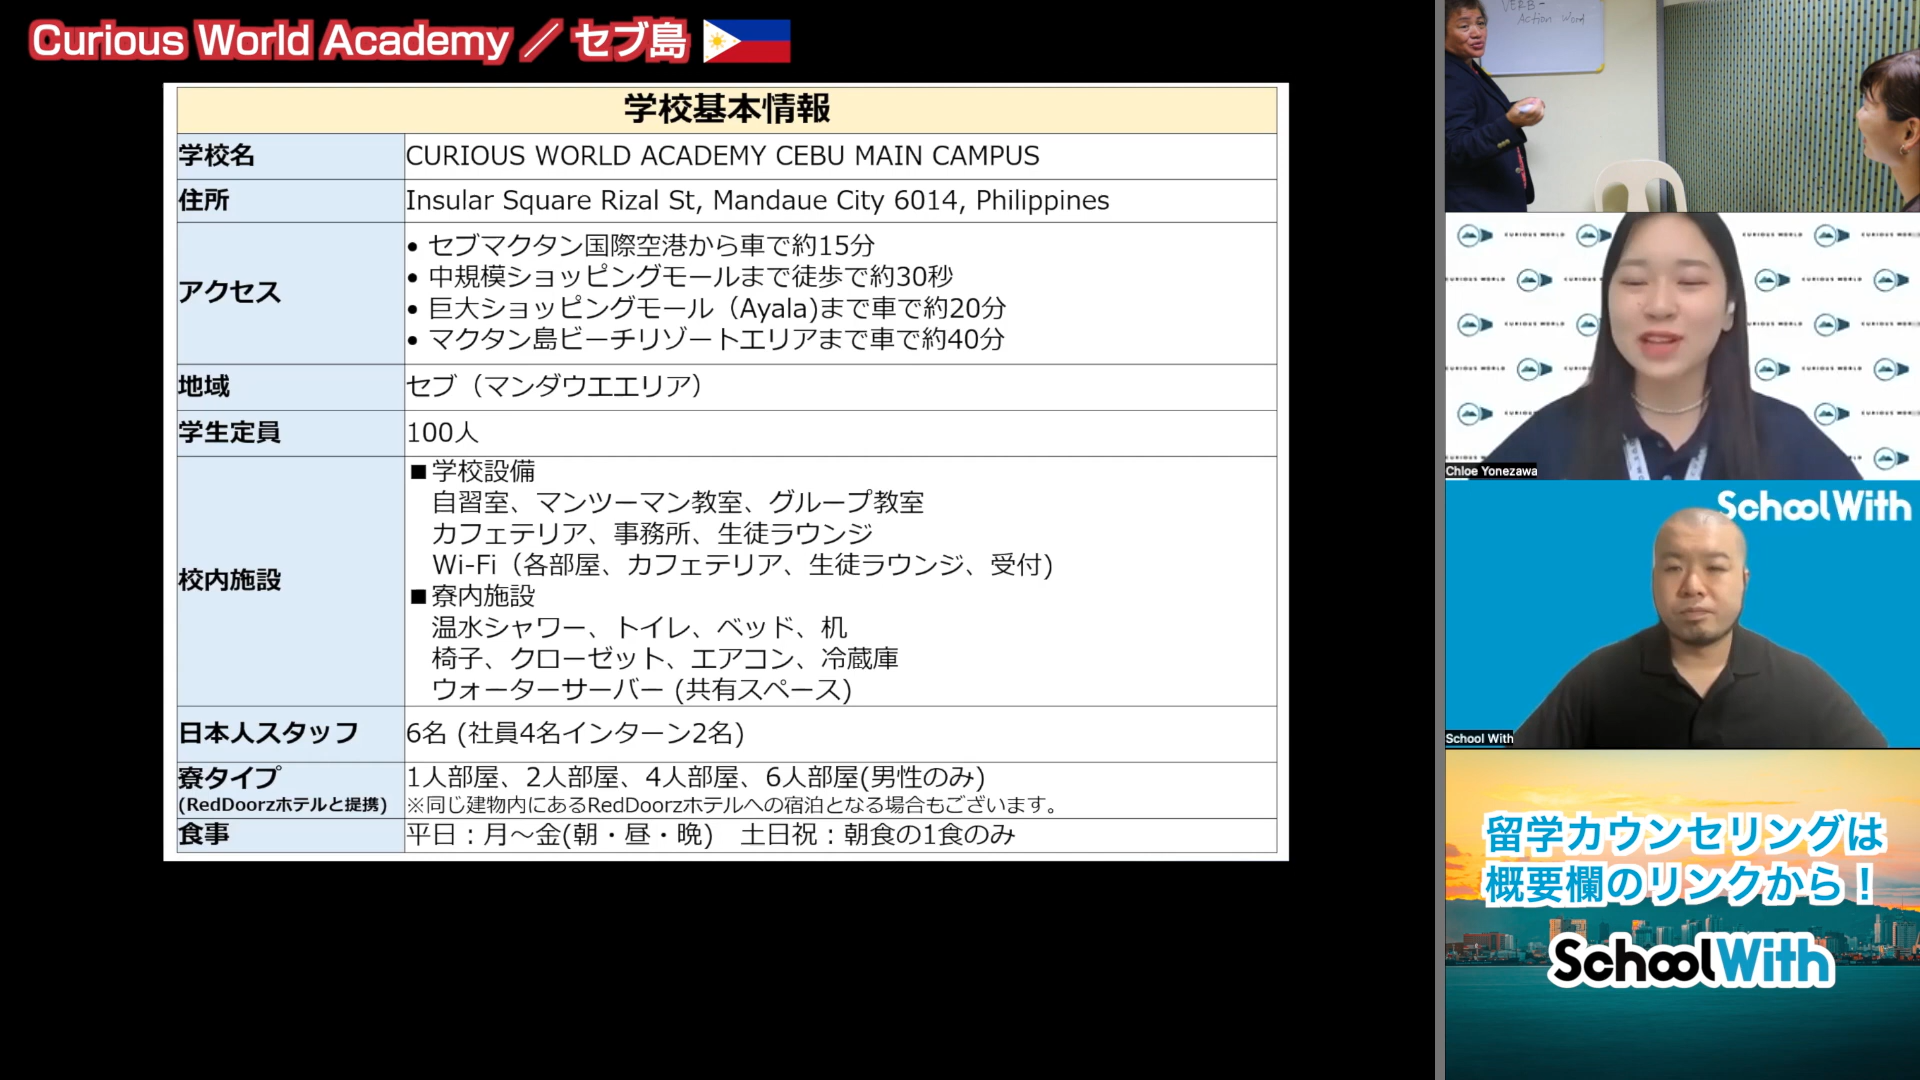 Curious World Academy ／ セブ島
学校基本情報
学校名
CURIOUS WORLD ACADEMY CEBU MAIN CAMPUS
住所
Insular Square Rizal St, Mandaue City 6014, Philippines
アクセス
• セブマクタン国際空港から車で約15分
• 中規模ショッピングモールまで徒歩で約30秒
• 巨大ショッピングモール（Ayala)まで車で約20分
• マクタン島ビーチリゾートエリアまで車で約40分
地域
セブ（マンダウエエリア）
学生定員
100人
校内施設
■学校設備
自習室、マンツーマン教室、グループ教室
カフェテリア、事務所、生徒ラウンジ
Wi-Fi（各部屋、カフェテリア、生徒ラウンジ、受付)
■寮内施設
温水シャワー、トイレ、ベッド、机
椅子、クローゼット、エアコン、冷蔵庫
ウォーターサーバー (共有スペース)
日本人スタッフ
6名 (社員4名インターン2名)
寮タイプ
(RedDoorzホテルと提携)
1人部屋、2人部屋、4人部屋、6人部屋(男性のみ)
※同じ建物内にあるRedDoorzホテルへの宿泊となる場合もございます。
食事
平日：月～金(朝・昼・晩)　土日祝：朝食の1食のみ
VERB-
Action Word
CURIOUS WORLD
Chloe Yonezawa
SchoolWith
School With
留学カウンセリングは
概要欄のリンクから！
SchoolWith